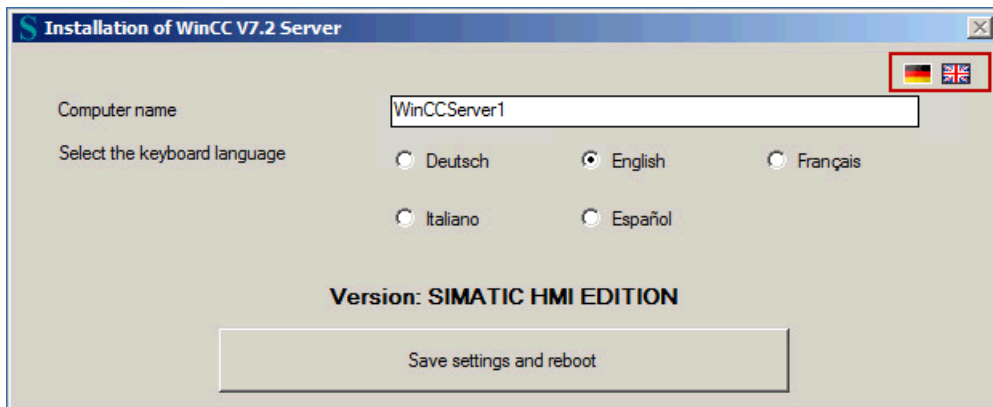 Installation of WinCC V7.2 Server
Computer name WinCCServer1
Select the keyboard language Deutsch English Français
Italiano Español
Version: SIMATIC HMI EDITION
Save settings and reboot